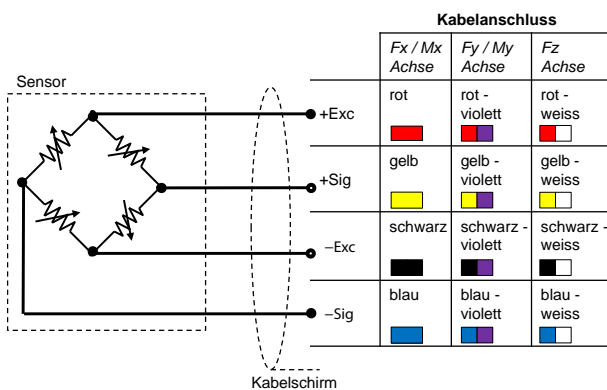 Kabelanschluss
Fx / Mx Achse
Fy / My Achse
Fz Achse
Sensor
+Exc
rot
rot - violett
rot - weiss
+Sig
gelb
gelb - violett
gelb - weiss
–Exc
schwarz
schwarz - violett
schwarz - weiss
–Sig
blau
blau - violett
blau - weiss
Kabelschirm